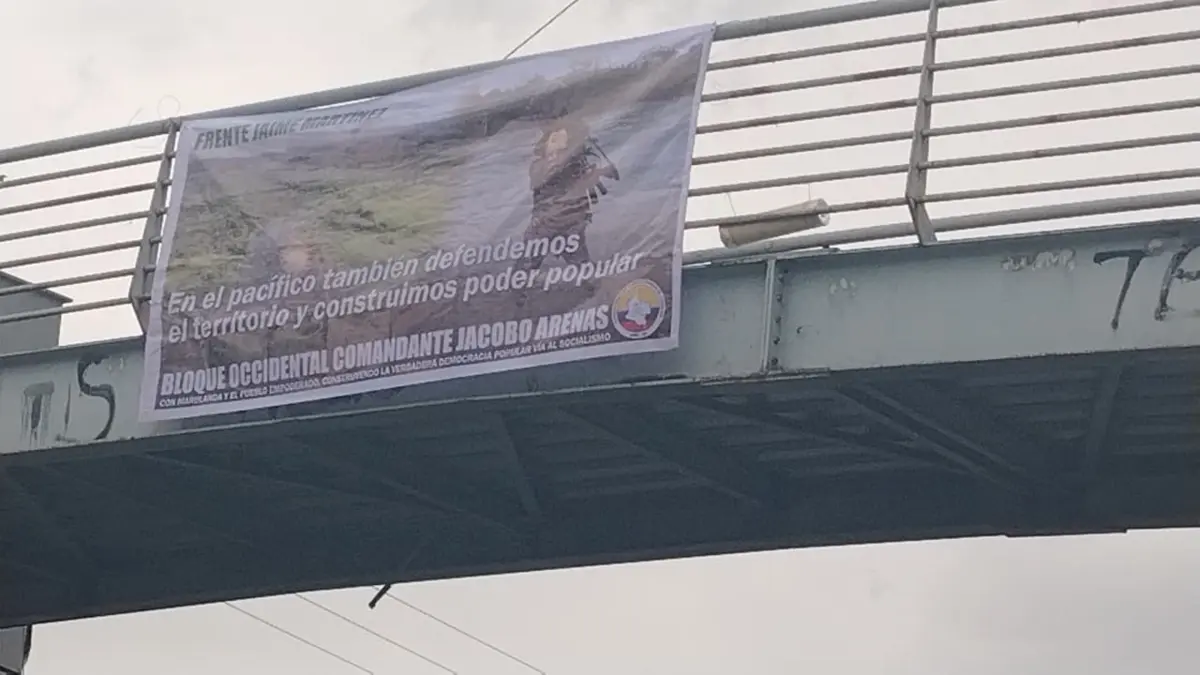 FRENTE JAIME MARTINEZ
En el pacífico también defendemos
el territorio y construimos poder popular
BLOQUE OCCIDENTAL COMANDANTE JACOBO ARENAS
CON MARULANDA Y EL PUEBLO EMPODERADO, CONSTRUYENDO LA VERDADERA DEMOCRACIA POPULAR VÍA AL SOCIALISMO